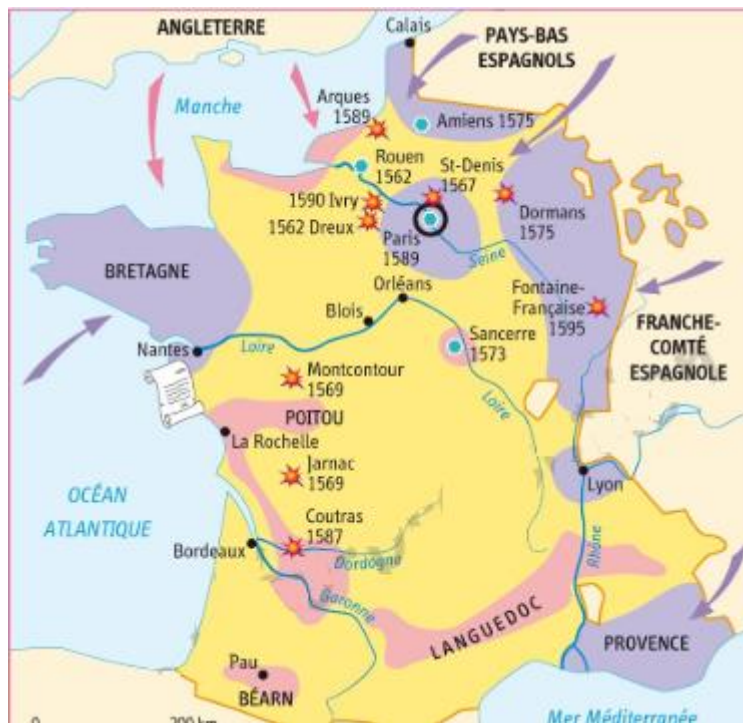 ANGLETERRE
Calais
PAYS-BAS
ESPAGNOLS
Manche
Arques
1589
Amiens 1575
Rouen
1562
St-Denis
1567
1590 Ivry
1562 Dreux
Paris
1589
Dormans
1575
Seine
BRETAGNE
Orléans
Blois
Fontaine-
Française
1595
Sancerre
1573
FRANCHE-
COMTÉ
ESPAGNOLE
Nantes
Loire
Montcontour
1569
Loire
POITOU
La Rochelle
Jarnac
1569
Lyon
OCÉAN
ATLANTIQUE
Coutras
1587
Bordeaux
Dordogne
Rhône
Garonne
LANGUEDOC
PROVENCE
Pau
BÉARN
0
200 km
Mer Méditerranée